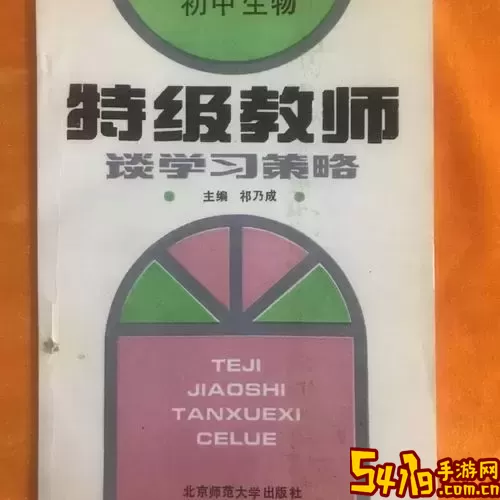 初中生物
特级教师
谈学习策略
主编 祁乃成
TEJI
JIAOSHI
TANXUEXI
CELUE
北京师范大学出版社
541g手游网
.com.cn